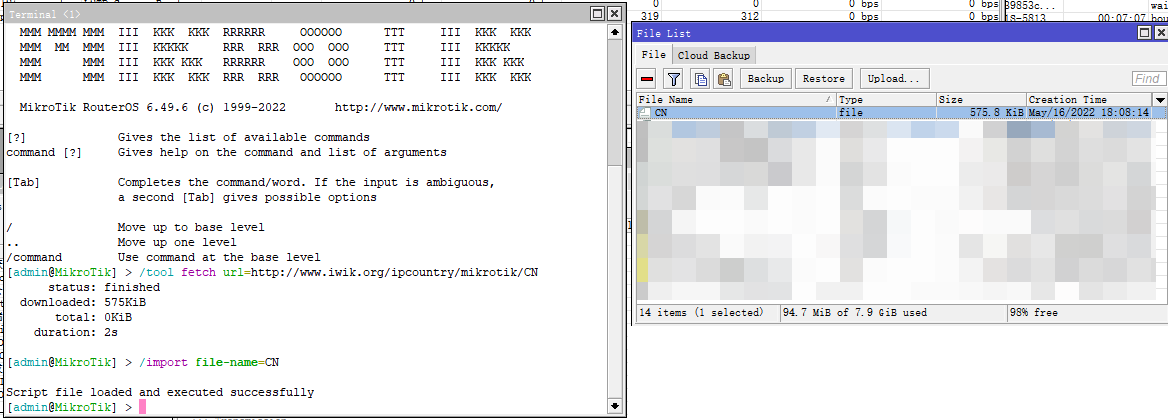 Terminal <1>
MMM MMMM MMM III KKK KKK RRRRRR OOOOOO TTT III KKK KKK
MMM MM MMM III KKKKK RRR RRR OOO OOO TTT III KKKKK
MMM MMM III KKK KKK RRRRRR OOO OOO TTT III KKK KKK
MMM MMM III KKK KKK RRR RRR OOOOOO TTT III KKK KKK
MikroTik RouterOS 6.49.6 (c) 1999-2022 http://www.mikrotik.com/
[?] Gives the list of available commands
command [?] Gives help on the command and list of arguments
[Tab] Completes the command/word. If the input is ambiguous,
a second [Tab] gives possible options
/ Move up to base level
.. Move up one level
/command Use command at the base level
[admin@MikroTik] > /tool fetch url=http://www.iwik.org/ipcountry/mikrotik/CN
status: finished
downloaded: 575KiB
total: 0KiB
duration: 2s
[admin@MikroTik] > /import file-name=CN
Script file loaded and executed successfully
[admin@MikroTik] >
0 0 0 bps 0 bps 39853c... wai
319 312 0 bps 0 bps 18-5813 00:07:07 hou
File List
File Cloud Backup
Backup Restore Upload... Find
File Name / Type Size Creation Time
CN file 575.8 KiB May/16/2022 18:08:14
14 items (1 selected) 94.7 MiB of 7.9 GiB used 98% free